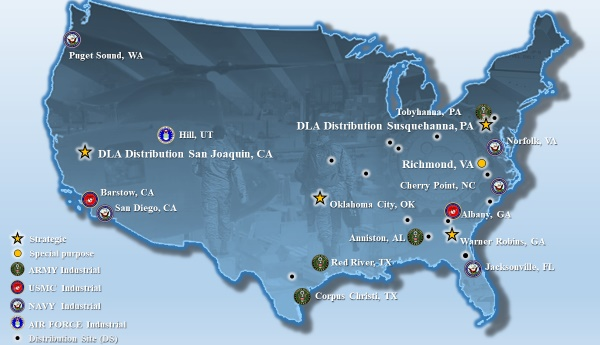 Puget Sound, WA
Tobyhanna, PA
DLA Distribution Susquehanna, PA
Hill, UT
Norfolk, VA
DLA Distribution San Joaquin, CA
Richmond, VA
Cherry Point, NC
Barstow, CA
San Diego, CA
Oklahoma City, OK
Albany, GA
Anniston, AL
Warner Robins, GA
Red River, TX
Jacksonville, FL
Corpus Christi, TX
Strategic
Special purpose
ARMY Industrial
USMC Industrial
NAVY Industrial
AIR FORCE Industrial
Distribution Site (DS)